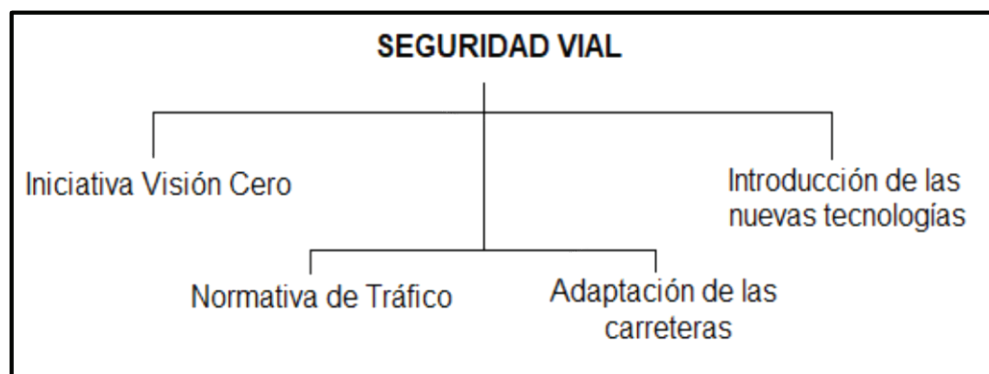 SEGURIDAD VIAL
Iniciativa Visión Cero
Introducción de las
nuevas tecnologías
Normativa de Tráfico
Adaptación de las
carreteras